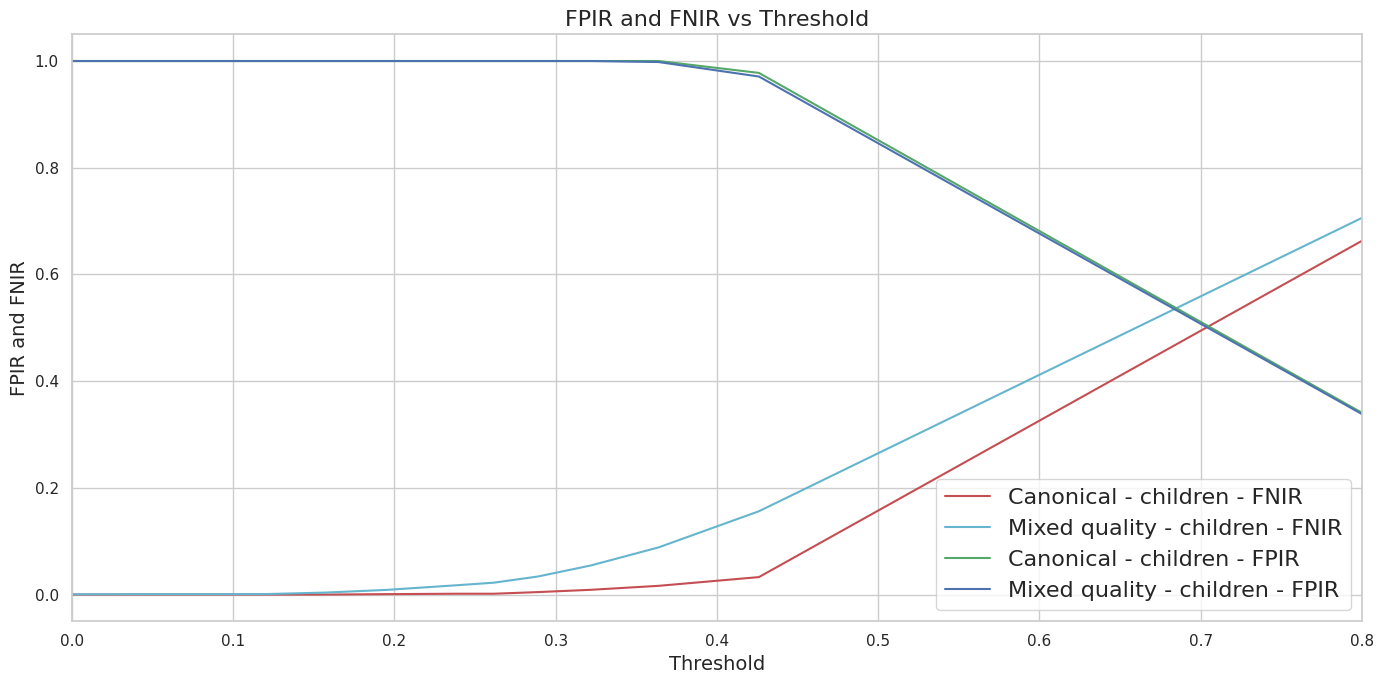 FPIR and FNIR vs Threshold
FPIR and FNIR
1.0
0.8
0.6
0.4
0.2
0.0
0.0 0.1 0.2 0.3 0.4 0.5 0.6 0.7 0.8
Threshold
Canonical - children - FNIR
Mixed quality - children - FNIR
Canonical - children - FPIR
Mixed quality - children - FPIR